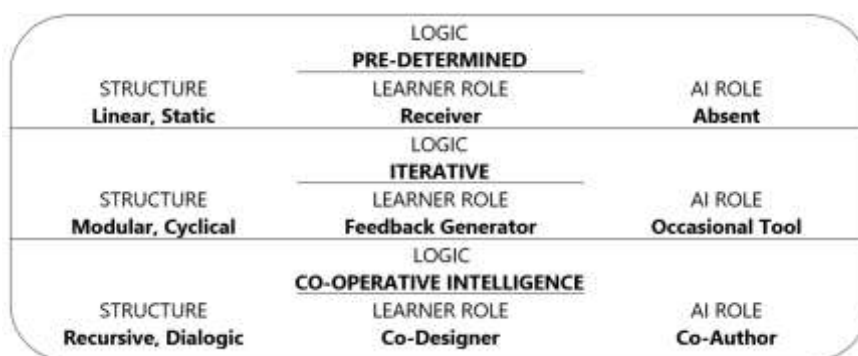 LOGIC
PRE-DETERMINED
STRUCTURE LEARNER ROLE AI ROLE
Linear, Static Receiver Absent
LOGIC
ITERATIVE
STRUCTURE LEARNER ROLE AI ROLE
Modular, Cyclical Feedback Generator Occasional Tool
LOGIC
CO-OPERATIVE INTELLIGENCE
STRUCTURE LEARNER ROLE AI ROLE
Recursive, Dialogic Co-Designer Co-Author